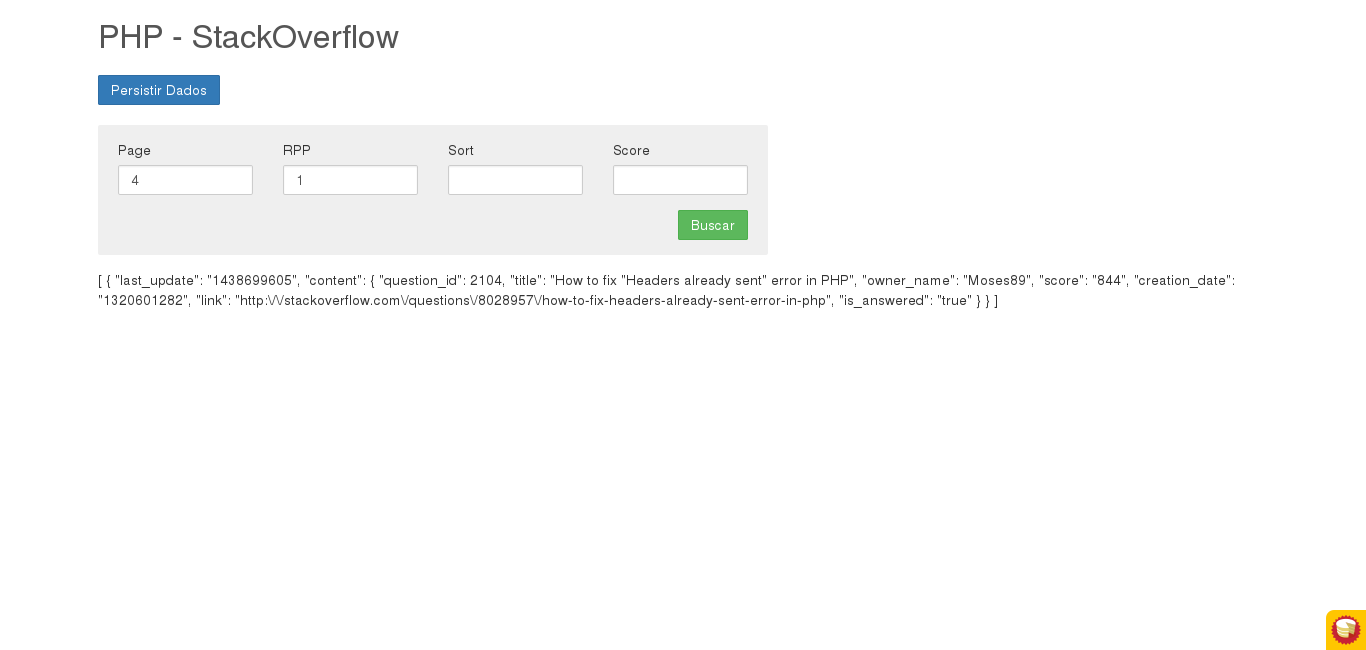 PHP - StackOverflow
Persistir Dados
Page RPP Sort Score
4 1
Buscar
[ { "last_update": "1438699605", "content": { "question_id": 2104, "title": "How to fix "Headers already sent" error in PHP", "owner_name": "Moses89", "score": "844", "creation_date":
"1320601282", "link": "http:\/\/stackoverflow.com\/questions\/8028957\/how-to-fix-headers-already-sent-error-in-php", "is_answered": "true" } } ]